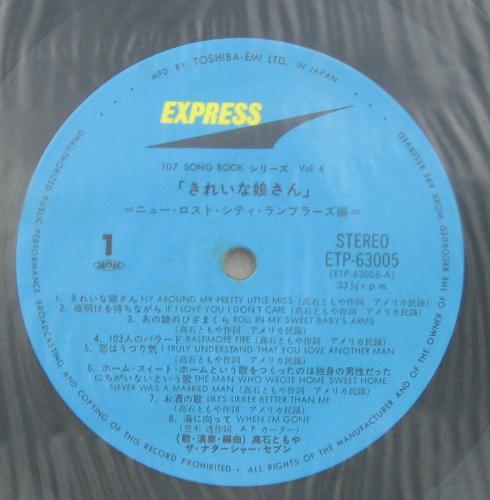 MFD. BY TOSHIBA-EMI LTD. IN JAPAN
EXPRESS
107 SONG BOOK シリーズ Vol. 4
「きれいな娘さん」
=ニュー・ロスト・シティ・ランブラーズ編=
1
STEREO
ETP-63005
(ETP-63005-A)
33⅓ r.p.m.
1. きれいな娘さん FLY AROUND MY PRETTY LITTLE MISS (高石ともや作詞 アメリカ民謡)
2. 夜明けを待ちながら IF I LOVE YOU I DON'T CARE (高石ともや作詞 アメリカ民謡)
3. あの娘のひざまくら ROLL IN MY SWEET BABY'S ARMS
(高石ともや作詞 アメリカ民謡)
4. 103人のバラード BALTIMORE FIRE (高石ともや作詞 アメリカ民謡)
5. 恋はうつり気 I TRULY UNDERSTAND THAT YOU LOVE ANOTHER MAN
(高石ともや作詞 アメリカ民謡)
6. ホーム・スィート・ホームという歌をつくったのは独身の男性だった
にちがいないという歌 THE MAN WHO WROTE HOME SWEET HOME
NEVER WAS A MARRIED MAN (高石ともや作詞 アメリカ民謡)
7. お酒の歌 LIKES LIKKER BETTER THAN ME
(高石ともや作詞 アメリカ民謡)
8. 海に向って WHEN I'M GONE
(笠木 透作詞 A.P. カーター)
(歌・演奏・編曲) 高石ともや
ザ・ナターシャー・セブン
UNAUTHORIZED PUBLIC PERFORMANCE, BROADCASTING AND COPYING OF THIS RECORD PROHIBITED · ALL RIGHTS OF THE MANUFACTURER AND OF THE OWNER OF THE RECORDED WORK RESERVED